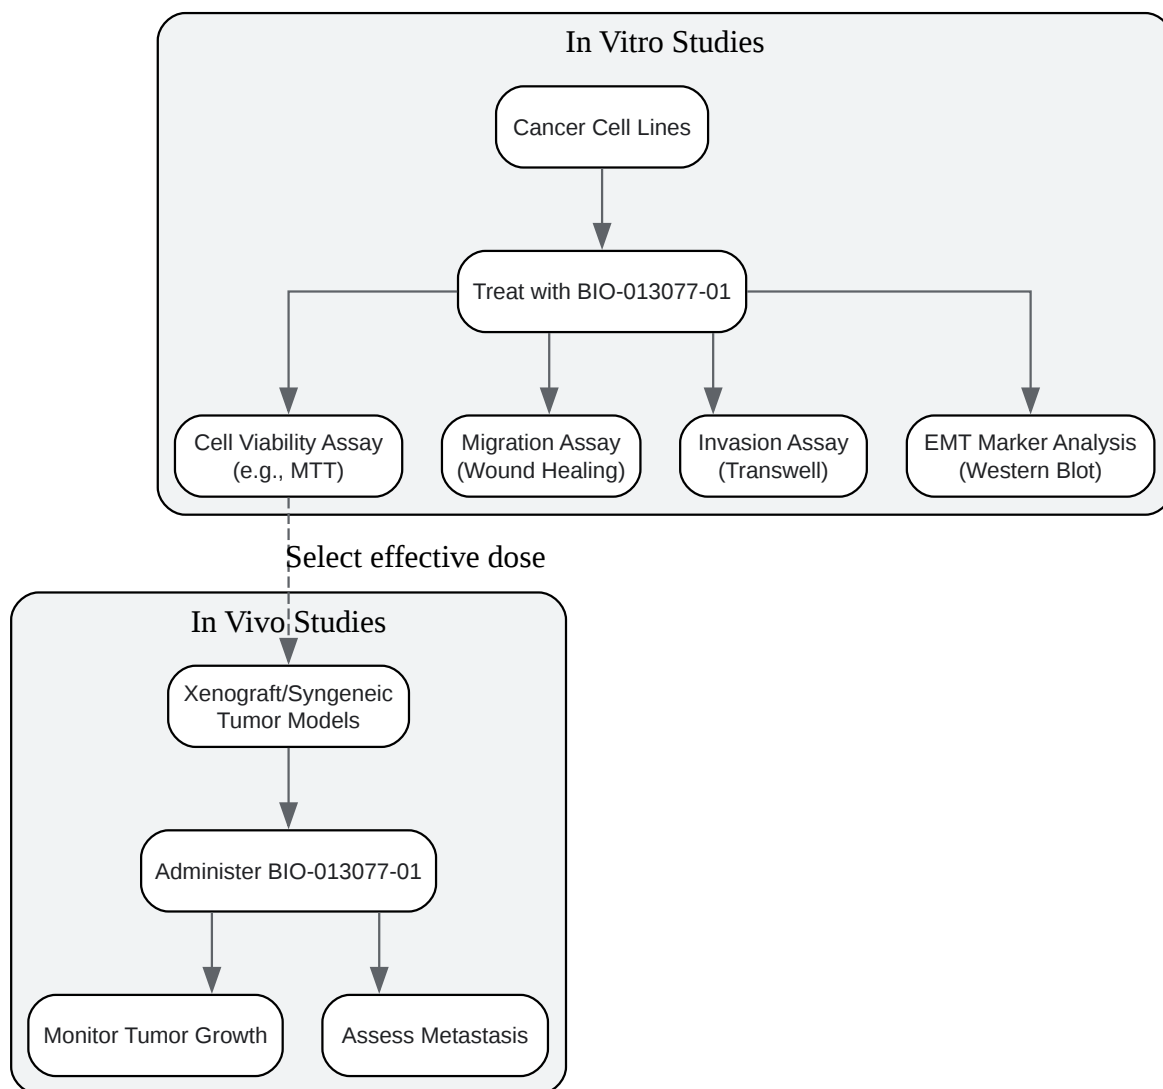 In Vitro Studies
Cancer Cell Lines
Treat with BIO-013077-01
Cell Viability Assay
(e.g., MTT)
Migration Assay
(Wound Healing)
Invasion Assay
(Transwell)
EMT Marker Analysis
(Western Blot)
Select effective dose
In Vivo Studies
Xenograft/Syngeneic
Tumor Models
Administer BIO-013077-01
Monitor Tumor Growth
Assess Metastasis